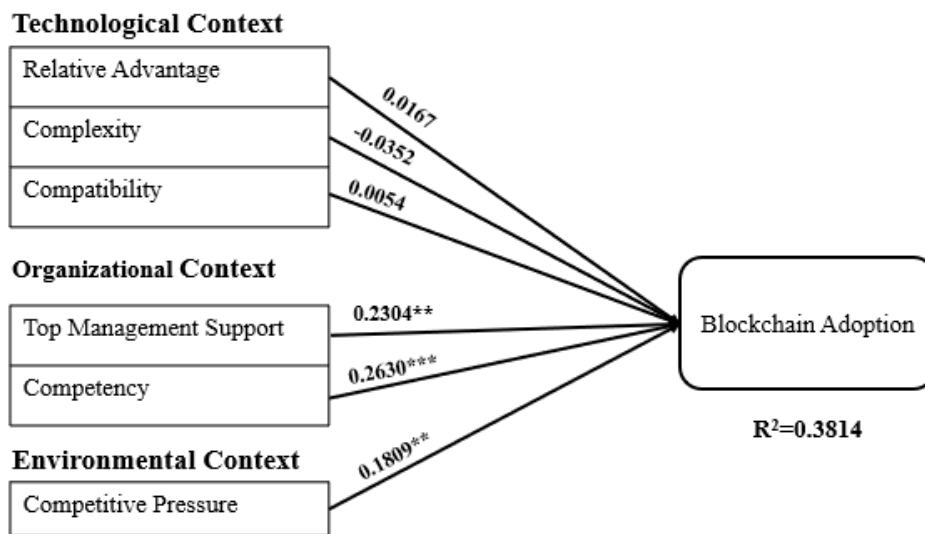 Technological Context
Relative Advantage
0.0167
Complexity
-0.0352
Compatibility
0.0054
Organizational Context
Top Management Support
0.2304**
Competency
0.2630***
Blockchain Adoption
R²=0.3814
Environmental Context
Competitive Pressure
0.1809**